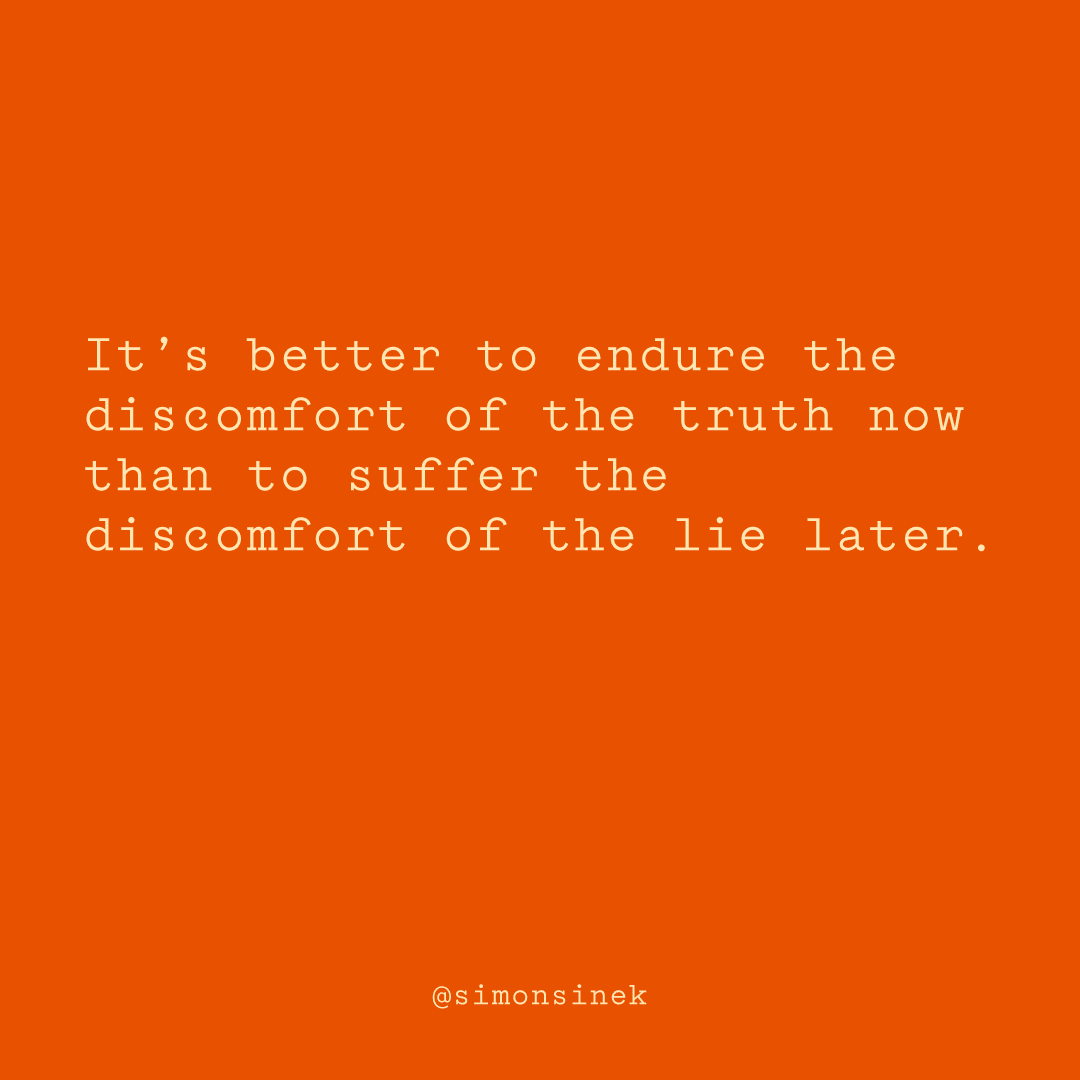 It’s better to endure the
discomfort of the truth now
than to suffer the
discomfort of the lie later.
@simonsinek